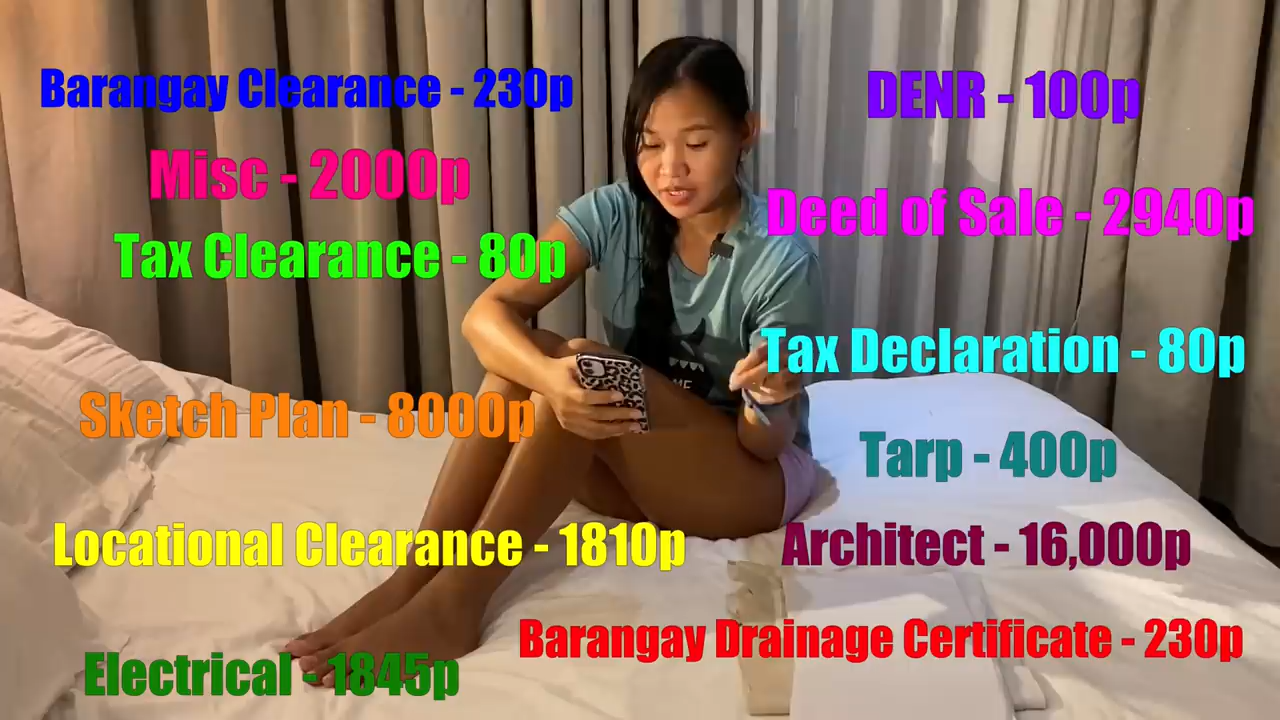 Barangay Clearance - 230p
Misc - 2000p
Tax Clearance - 80p
Sketch Plan - 8000p
Locational Clearance - 1810p
Electrical - 1845p
DENR - 100p
Deed of Sale - 2940p
Tax Declaration - 80p
Tarp - 400p
Architect - 16,000p
Barangay Drainage Certificate - 230p
ME